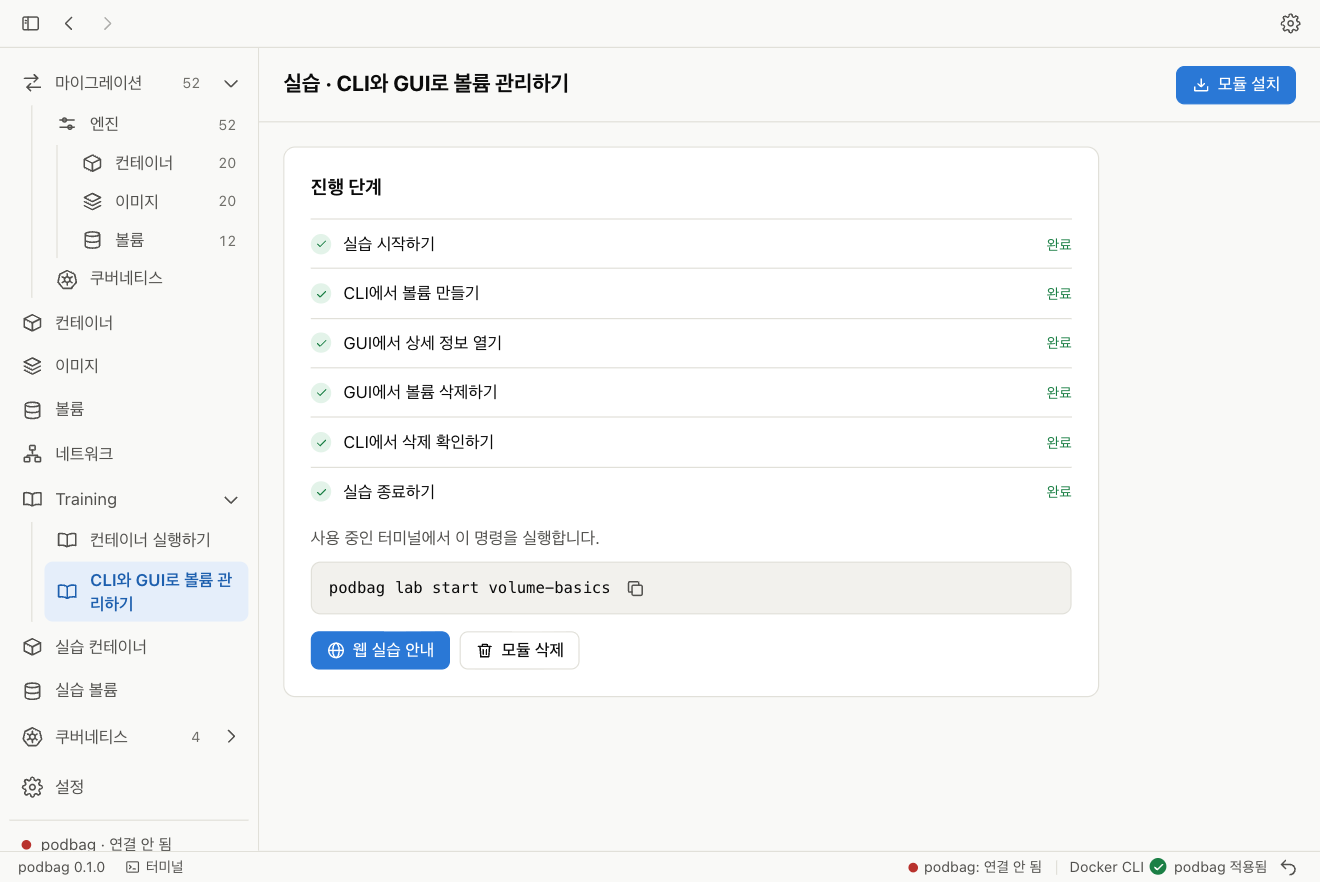 마이그레이션 52
엔진 52
컨테이너 20
이미지 20
볼륨 12
쿠버네티스
컨테이너
이미지
볼륨
네트워크
Training
컨테이너 실행하기
CLI와 GUI로 볼륨 관
리하기
실습 컨테이너
실습 볼륨
쿠버네티스 4
설정
podbag · 연결 안 됨
실습 · CLI와 GUI로 볼륨 관리하기
모듈 설치
진행 단계
실습 시작하기 완료
CLI에서 볼륨 만들기 완료
GUI에서 상세 정보 열기 완료
GUI에서 볼륨 삭제하기 완료
CLI에서 삭제 확인하기 완료
실습 종료하기 완료
사용 중인 터미널에서 이 명령을 실행합니다.
podbag lab start volume-basics
웹 실습 안내 모듈 삭제
podbag 0.1.0 터미널 podbag: 연결 안 됨 Docker CLI podbag 적용됨